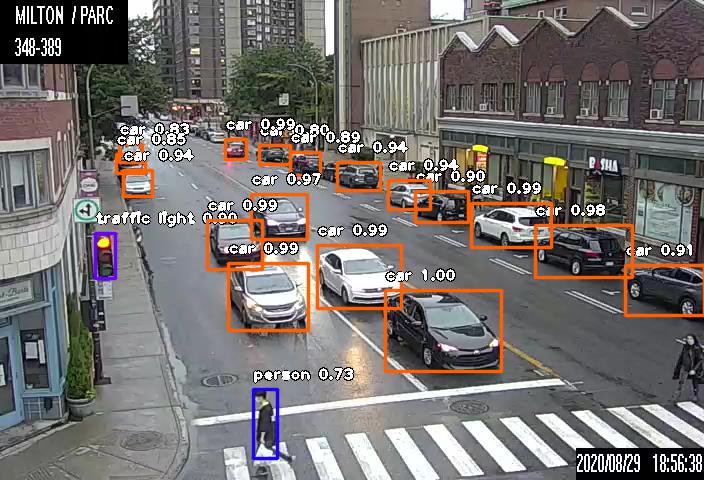 MILTON / PARC
348-389
car 0.83
car 0.85
car 0.94
car 0.99
car 0.80
car 0.89
car 0.94
car 0.94
car 0.90
car 0.97
car 0.99
car 0.98
traffic light 0.90
car 0.99
car 0.99
car 0.99
car 0.91
car 1.00
person 0.73
2020/08/29 18:56:38